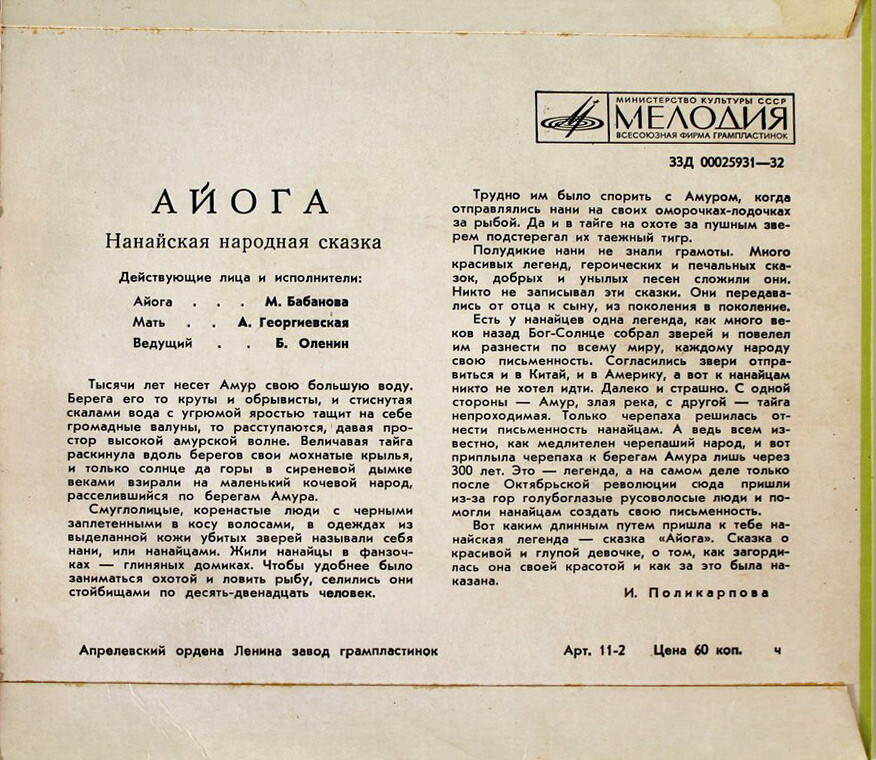 МИНИСТЕРСТВО КУЛЬТУРЫ СССР
МЕЛОДИЯ
ВСЕСОЮЗНАЯ ФИРМА ГРАМПЛАСТИНОК
33Д 00025931—32
АЙОГА
Нанайская народная сказка
Действующие лица и исполнители:
Айога . . . М. Бабанова
Мать . . А. Георгиевская
Ведущий . . Б. Оленин
Тысячи лет несет Амур свою большую воду.
Берега его то круты и обрывисты, и стиснутая
скалами вода с угрюмой яростью тащит на себе
громадные валуны, то расступаются, давая про-
стор высокой амурской волне. Величавая тайга
раскинула вдоль берегов свои мохнатые крылья,
и только солнце да горы в сиреневой дымке
веками взирали на маленький кочевой народ,
расселившийся по берегам Амура.
Смуглолицые, коренастые люди с черными
заплетенными в косу волосами, в одеждах из
выделанной кожи убитых зверей называли себя
нани, или нанайцами. Жили нанайцы в фанзоч-
ках — глиняных домиках. Чтобы удобнее было
заниматься охотой и ловить рыбу, селились они
стойбищами по десять-двенадцать человек.
Трудно им было спорить с Амуром, когда
отправлялись нани на своих оморочках-лодочках
за рыбой. Да и в тайге на охоте за пушным зве-
рем подстерегал их таежный тигр.
Полудикие нани не знали грамоты. Много
красивых легенд, героических и печальных ска-
зок, добрых и унылых песен сложили они.
Никто не записывал эти сказки. Они передава-
лись от отца к сыну, из поколения в поколение.
Есть у нанайцев одна легенда, как много ве-
ков назад Бог-Солнце собрал зверей и повелел
им разнести по всему миру, каждому народу
свою письменность. Согласились звери отпра-
виться и в Китай, и в Америку, а вот к нанайцам
никто не хотел идти. Далеко и страшно. С одной
стороны — Амур, злая река, с другой — тайга
непроходимая. Только черепаха решилась от-
нести письменность нанайцам. А ведь всем из-
вестно, как медлителен черепаший народ, и вот
приплыла черепаха к берегам Амура лишь через
300 лет. Это — легенда, а на самом деле только
после Октябрьской революции сюда пришли
из-за гор голубоглазые русоволосые люди и по-
могли нанайцам создать свою письменность.
Вот каким длинным путем пришла к тебе на-
найская легенда — сказка «Айога». Сказка о
красивой и глупой девочке, о том, как загорди-
лась она своей красотой и как за это была на-
казана.
И. Поликарпова
Апрелевский ордена Ленина завод грампластинок Арт. 11-2 Цена 60 коп. ч